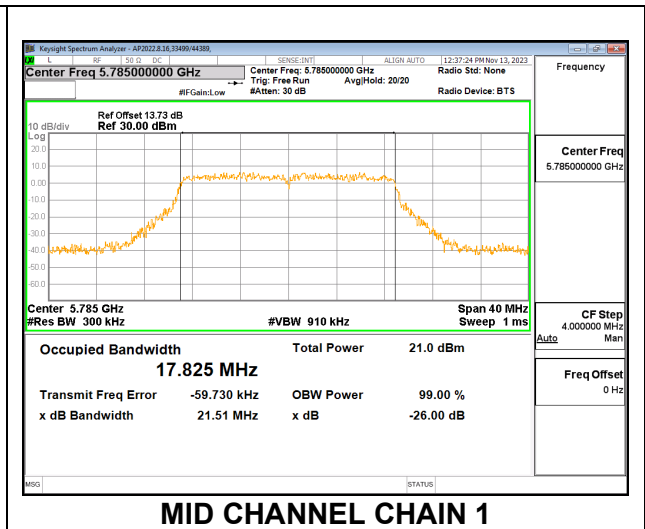 Keysight Spectrum Analyzer - AP2022.8.16,33499/44389,
L RF 50 Ω DC SENSE:INT ALIGN AUTO 12:37:24 PM Nov 13, 2023
Center Freq 5.785000000 GHz
Center Freq: 5.785000000 GHz
Radio Std: None
Trig: Free Run Avg|Hold: 20/20
#IFGain:Low #Atten: 30 dB Radio Device: BTS
Frequency
Ref Offset 13.73 dB
10 dB/div Ref 30.00 dBm
Log
20.0
10.0
0.00
-10.0
-20.0
-30.0
-40.0
-50.0
-60.0
Center 5.785 GHz Span 40 MHz
#Res BW 300 kHz #VBW 910 kHz Sweep 1 ms
Occupied Bandwidth Total Power 21.0 dBm
17.825 MHz
Transmit Freq Error -59.730 kHz OBW Power 99.00 %
x dB Bandwidth 21.51 MHz x dB -26.00 dB
Center Freq
5.785000000 GHz
CF Step
4.000000 MHz
Auto Man
Freq Offset
0 Hz
MSG STATUS
MID CHANNEL CHAIN 1